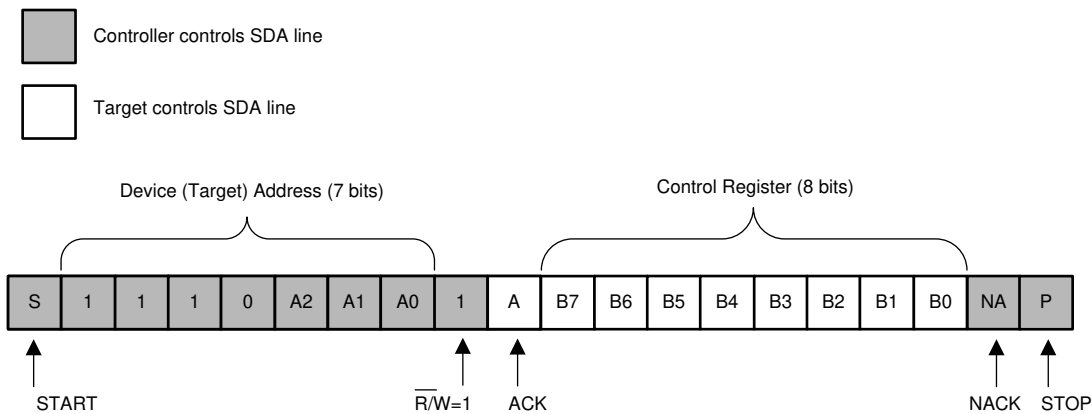 Controller controls SDA line
Target controls SDA line
Device (Target) Address (7 bits)
Control Register (8 bits)
S 1 1 1 0 A2 A1 A0 1 A B7 B6 B5 B4 B3 B2 B1 B0 NA P
START R/W=1 ACK NACK STOP